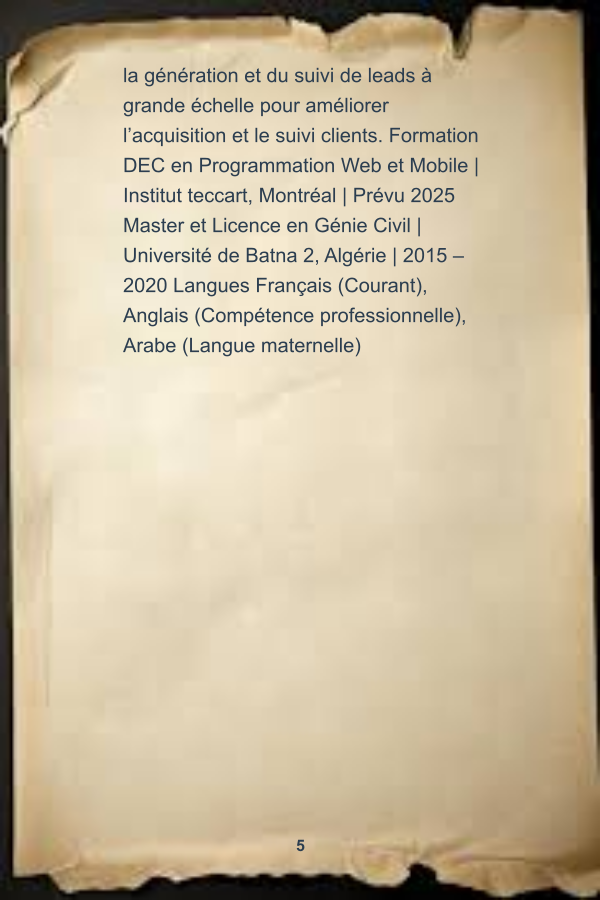 la génération et du suivi de leads à
grande échelle pour améliorer
l’acquisition et le suivi clients. Formation
DEC en Programmation Web et Mobile |
Institut teccart, Montréal | Prévu 2025
Master et Licence en Génie Civil |
Université de Batna 2, Algérie | 2015 –
2020 Langues Français (Courant),
Anglais (Compétence professionnelle),
Arabe (Langue maternelle)
5